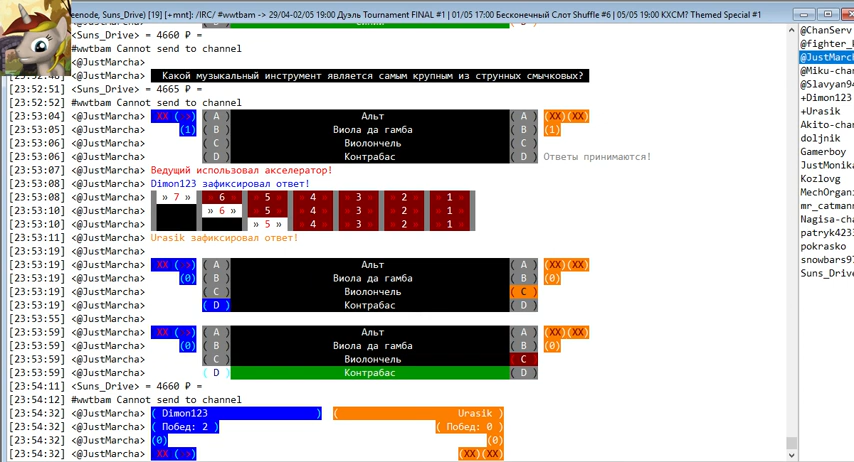 eenode, Suns_Drive) [19] [+mnt]: /IRC/ #wwtbam -> 29/04-02/05 19:00 Дуэль Tournament FINAL #1 | 01/05 17:00 Бесконечный Слот Shuffle #6 | 05/05 19:00 КХСМ? Themed Special #1
<Suns_Drive> = 4660 ₽ =
#wwtbam Cannot send to channel
<@JustMarcha>
<@JustMarcha> Какой музыкальный инструмент является самым крупным из струнных смычковых?
[23:52:51] <Suns_Drive> = 4665 ₽ =
[23:52:52] #wwtbam Cannot send to channel
[23:53:04] <@JustMarcha> ( A ) Альт ( A ) (XX)(XX)
[23:53:05] <@JustMarcha> (1) ( B ) Виола да гамба ( B ) (1)
[23:53:06] <@JustMarcha> ( C ) Виолончель ( C )
[23:53:06] <@JustMarcha> ( D ) Контрабас ( D ) Ответы принимаются!
[23:53:07] <@JustMarcha> Ведущий использовал акселератор!
[23:53:08] <@JustMarcha> Dimon123 зафиксировал ответ!
[23:53:08] <@JustMarcha> » 7 » 6 5 4 3 2 1
[23:53:10] <@JustMarcha> » 6 » 5 4 3 2 1
[23:53:10] <@JustMarcha> » 5 » 4 3 2 1
[23:53:11] <@JustMarcha> Urasik зафиксировал ответ!
[23:53:19] <@JustMarcha>
[23:53:19] <@JustMarcha> ( A ) Альт ( A ) (XX)(XX)
[23:53:19] <@JustMarcha> (0) ( B ) Виола да гамба ( B ) (0)
[23:53:19] <@JustMarcha> ( C ) Виолончель ( C )
[23:53:19] <@JustMarcha> ( D ) Контрабас ( D )
[23:53:55] <@JustMarcha>
[23:53:59] <@JustMarcha> ( A ) Альт ( A ) (XX)(XX)
[23:53:59] <@JustMarcha> (0) ( B ) Виола да гамба ( B ) (0)
[23:53:59] <@JustMarcha> ( C ) Виолончель ( C )
[23:53:59] <@JustMarcha> ( D ) Контрабас ( D )
[23:54:11] <Suns_Drive> = 4660 ₽ =
[23:54:12] #wwtbam Cannot send to channel
[23:54:32] <@JustMarcha> ( Dimon123 ) ( Urasik )
[23:54:32] <@JustMarcha> ( Побед: 2 ) ( Побед: 0 )
[23:54:32] <@JustMarcha> (0) (0)
[23:54:32] <@JustMarcha> (XX)(XX)
@ChanServ
@fighter_
@JustMarch
@Miku-chan
@Slavyan94
+Dimon123
+Urasik
Akito-chan
doljnik
Gamerboy
JustMonika
Kozlovg
MechOrgani
mr_catmann
Nagisa-cha
patryk4233
pokrasko
snowbars93
Suns_Drive